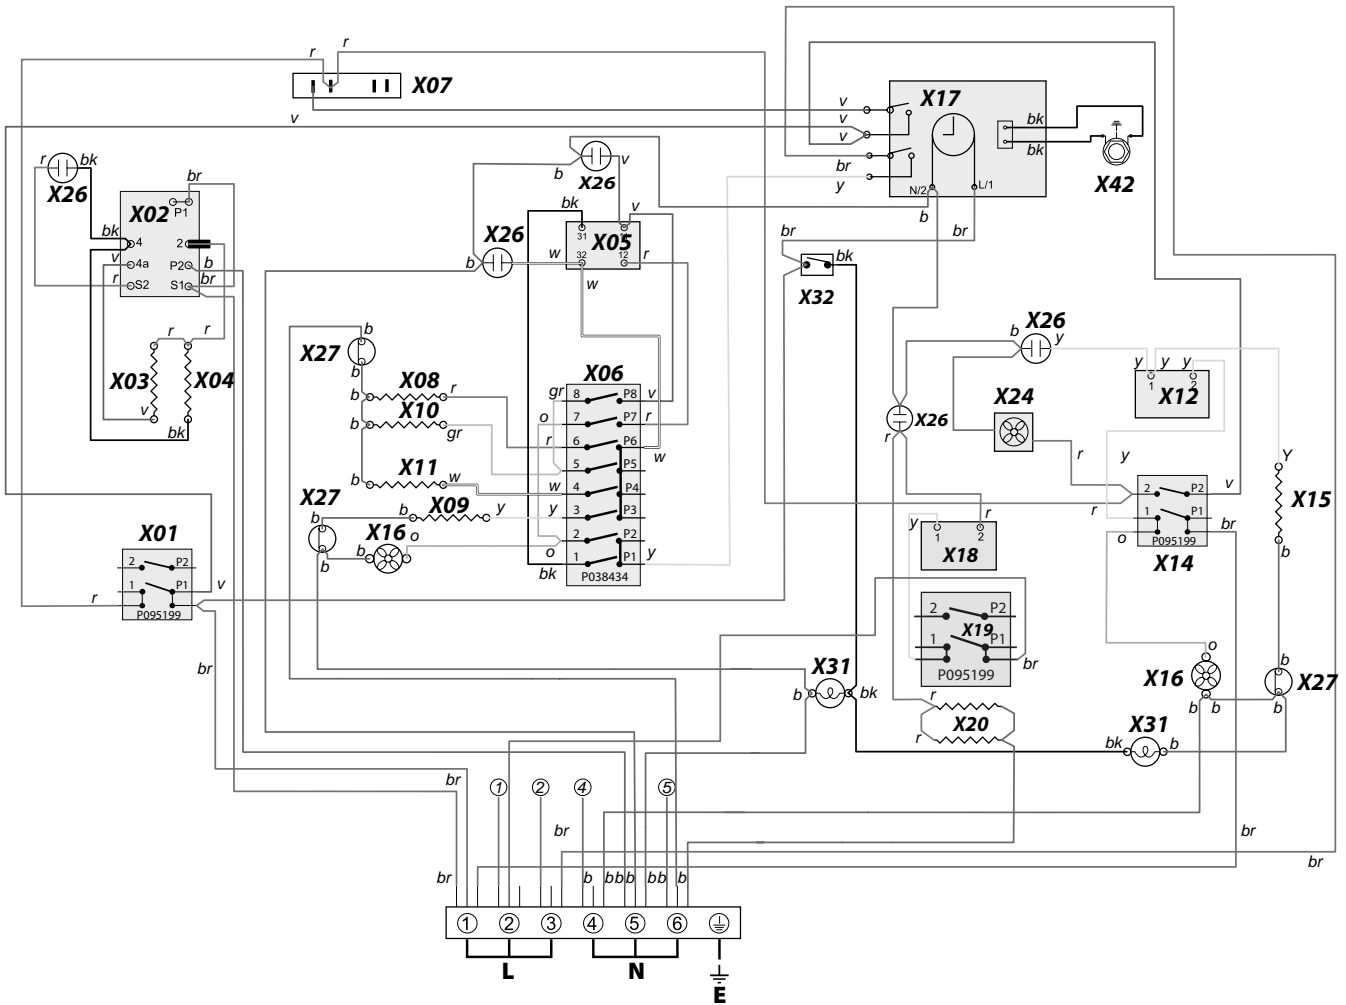 r
r
X07
v
v
v
v
br
y
X17
N/2
L/1
bk
bk
X42
r
bk
X26
br
X02
P1
bk
4
2
v
4a
P2
b
r
S2
S1
br
r
r
X03
X04
v
bk
b
v
X26
bk
v
X26
31
11
X05
b
w
32
12
r
w
b
br
br
bk
X32
b
X26
y
y
y
y
1
2
X12
X24
r
X26
r
y
b
X27
b
b
X08
r
b
X10
gr
b
X11
w
X27
b
b
X09
y
X16
o
b
b
X06
gr
8
P8
v
o
7
P7
r
r
6
P6
w
5
P5
w
4
P4
y
3
P3
2
P2
o
1
P1
y
bk
P038434
X01
2
P2
1
P1
v
r
P095199
br
2
P2
v
r
1
P1
br
o
P095199
X14
Y
X15
b
y
r
1
2
X18
2
P2
X19
1
P1
br
P095199
X31
b
bk
r
X20
r
o
X16
b
b
b
X27
b
X31
bk
b
br
1
2
4
5
br
br
br
br
b
b
b
b
b
b
b
1
2
3
4
5
6
L
N
E